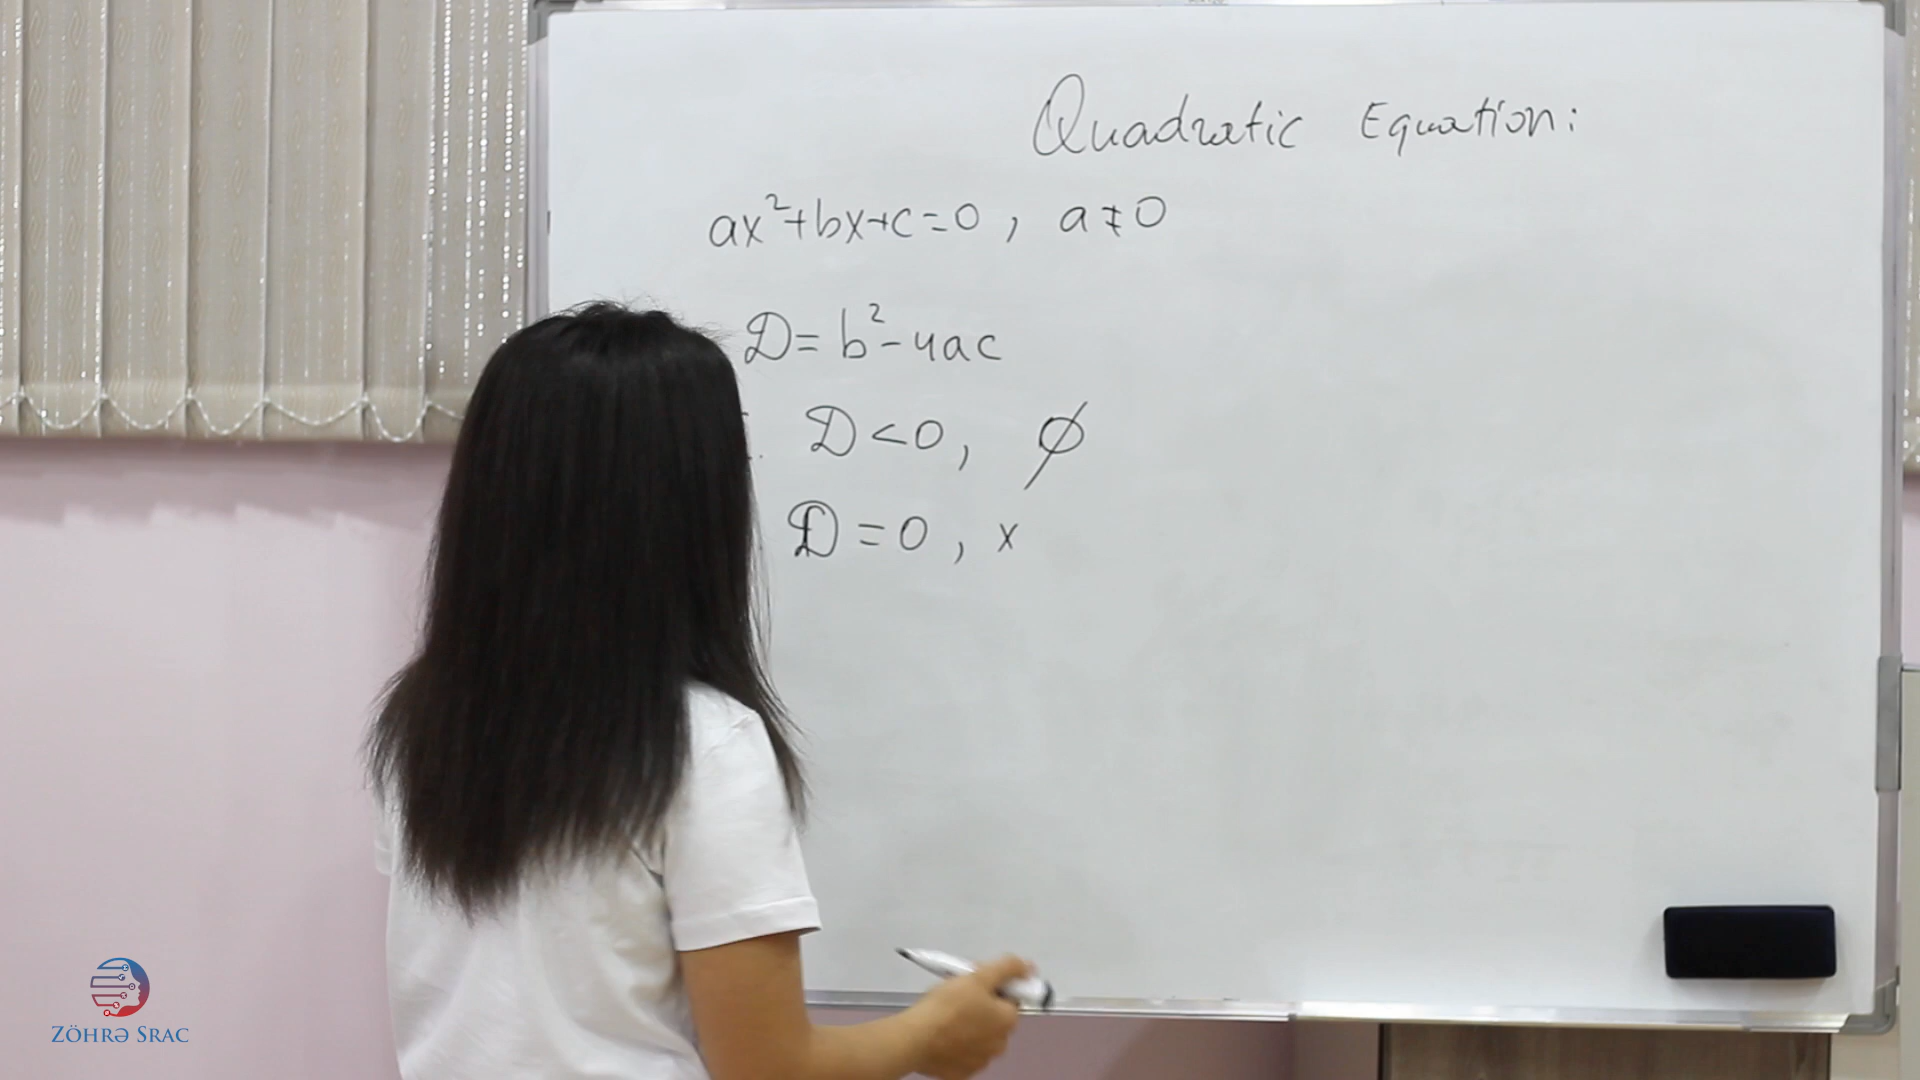 Quadratic Equation:
ax²+bx+c=0, a≠0
D=b²-4ac
D<0, ∅
D=0, x
ZÖHRƏ SRAC